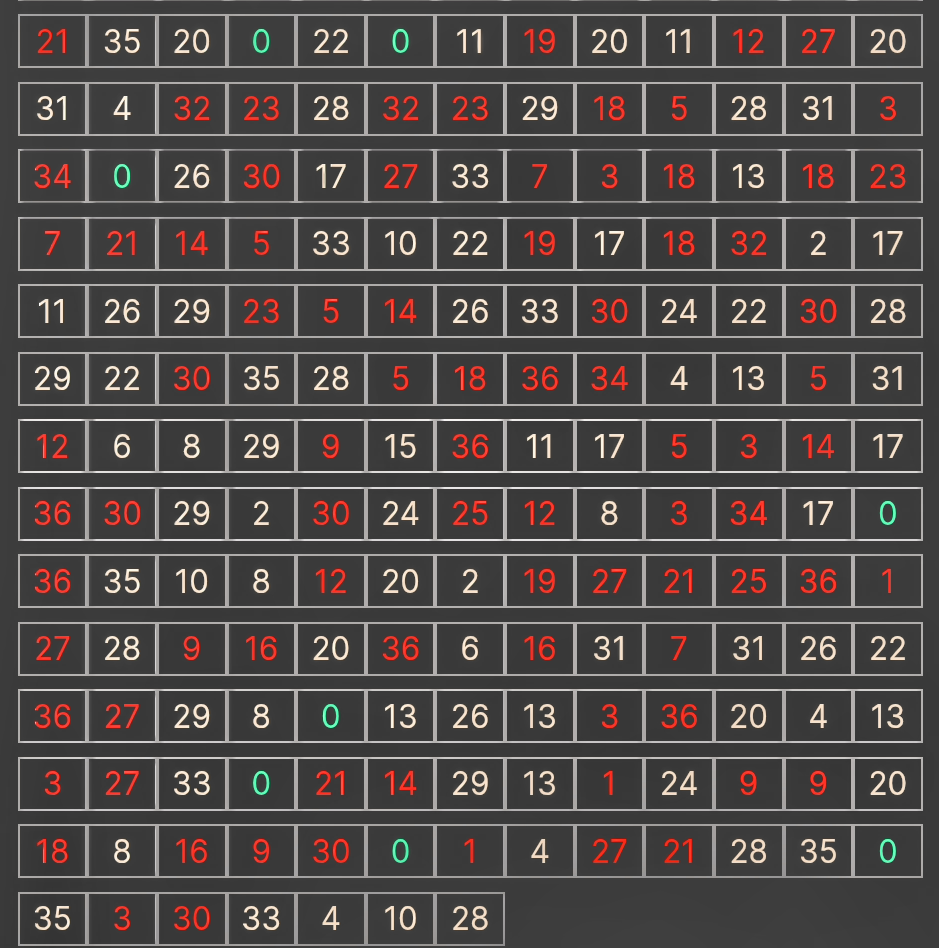 21 35 20 0 22 0 11 19 20 11 12 27 20
31 4 32 23 28 32 23 29 18 5 28 31 3
34 0 26 30 17 27 33 7 3 18 13 18 23
7 21 14 5 33 10 22 19 17 18 32 2 17
11 26 29 23 5 14 26 33 30 24 22 30 28
29 22 30 35 28 5 18 36 34 4 13 5 31
12 6 8 29 9 15 36 11 17 5 3 14 17
36 30 29 2 30 24 25 12 8 3 34 17 0
36 35 10 8 12 20 2 19 27 21 25 36 1
27 28 9 16 20 36 6 16 31 7 31 26 22
36 27 29 8 0 13 26 13 3 36 20 4 13
3 27 33 0 21 14 29 13 1 24 9 9 20
18 8 16 9 30 0 1 4 27 21 28 35 0
35 3 30 33 4 10 28